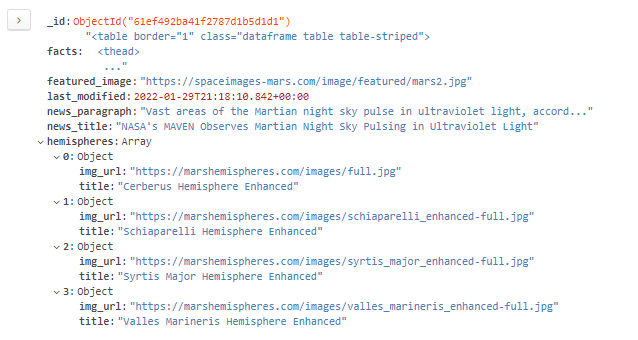 _id: ObjectId("61ef492ba41f2787d1b5d1d1")
"<table border="1" class="dataframe table table-striped">
facts: <thead>
..."
featured_image: "https://spaceimages-mars.com/image/featured/mars2.jpg"
last_modified: 2022-01-29T21:18:10.842+00:00
news_paragraph: "Vast areas of the Martian night sky pulse in ultraviolet light, accord..."
news_title: "NASA's MAVEN Observes Martian Night Sky Pulsing in Ultraviolet Light"
hemispheres: Array
0: Object
img_url: "https://marshemispheres.com/images/full.jpg"
title: "Cerberus Hemisphere Enhanced"
1: Object
img_url: "https://marshemispheres.com/images/schiaparelli_enhanced-full.jpg"
title: "Schiaparelli Hemisphere Enhanced"
2: Object
img_url: "https://marshemispheres.com/images/syrtis_major_enhanced-full.jpg"
title: "Syrtis Major Hemisphere Enhanced"
3: Object
img_url: "https://marshemispheres.com/images/valles_marineris_enhanced-full.jpg"
title: "Valles Marineris Hemisphere Enhanced"